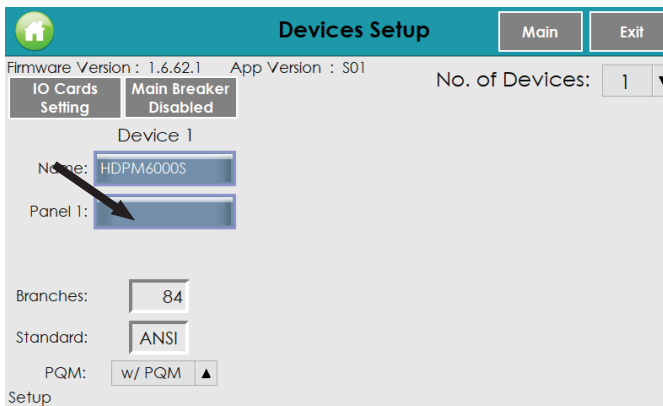 Devices Setup Main Exit
Firmware Version : 1.6.62.1 App Version : S01
No. of Devices: 1
IO Cards Setting
Main Breaker Disabled
Device 1
Name: HDPM6000S
Panel 1:
Branches: 84
Standard: ANSI
PQM: w/ PQM
Setup